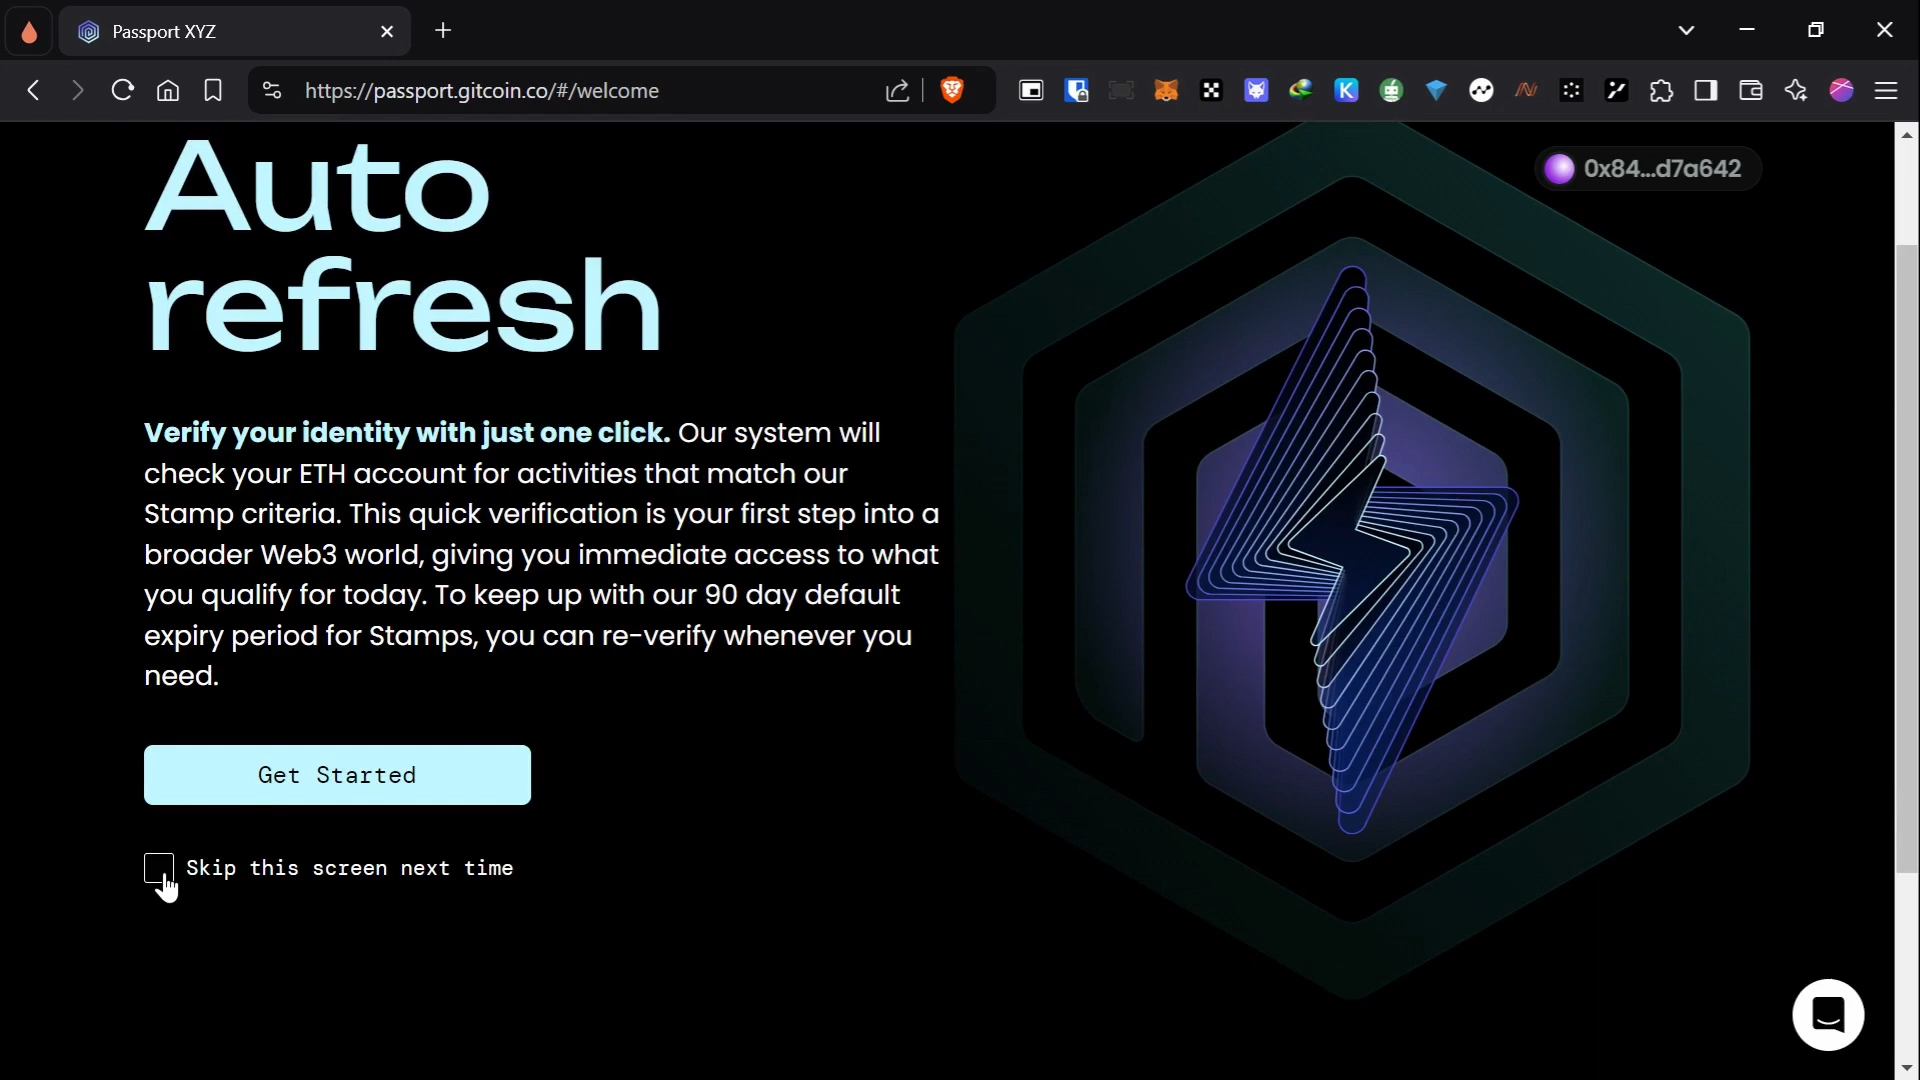 Passport XYZ
https://passport.gitcoin.co/#/welcome
0x84...d7a642
Auto
refresh
Verify your identity with just one click. Our system will
check your ETH account for activities that match our
Stamp criteria. This quick verification is your first step into a
broader Web3 world, giving you immediate access to what
you qualify for today. To keep up with our 90 day default
expiry period for Stamps, you can re-verify whenever you
need.
Get Started
Skip this screen next time